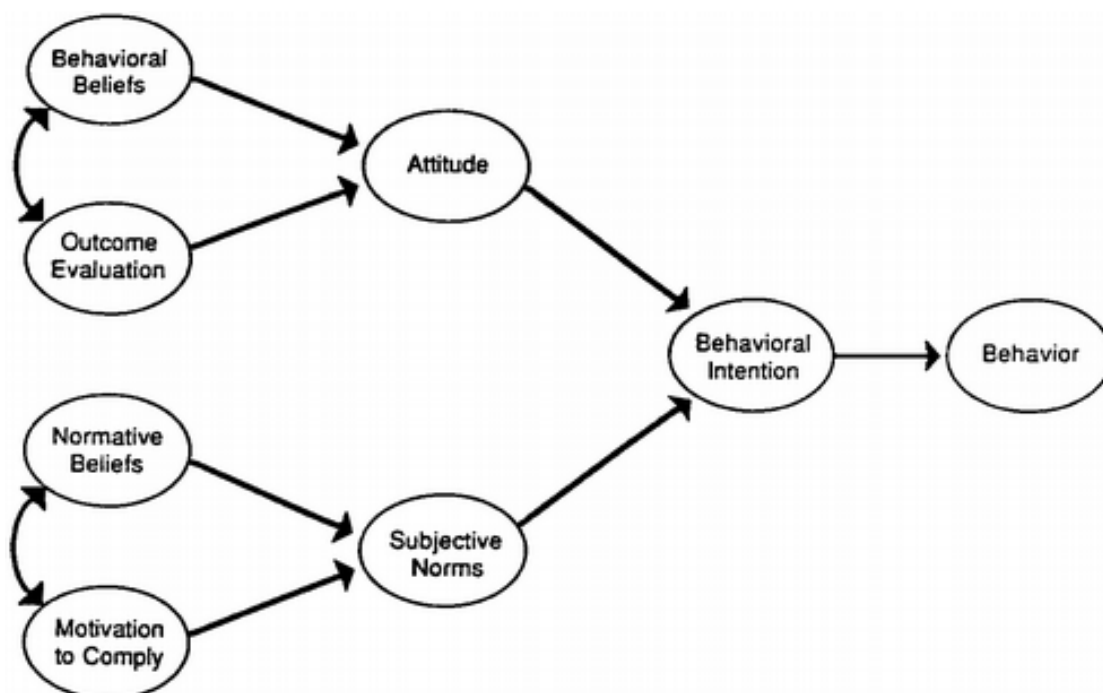 Behavioral
Beliefs
Attitude
Outcome
Evaluation
Behavioral
Intention
Behavior
Normative
Beliefs
Subjective
Norms
Motivation
to Comply